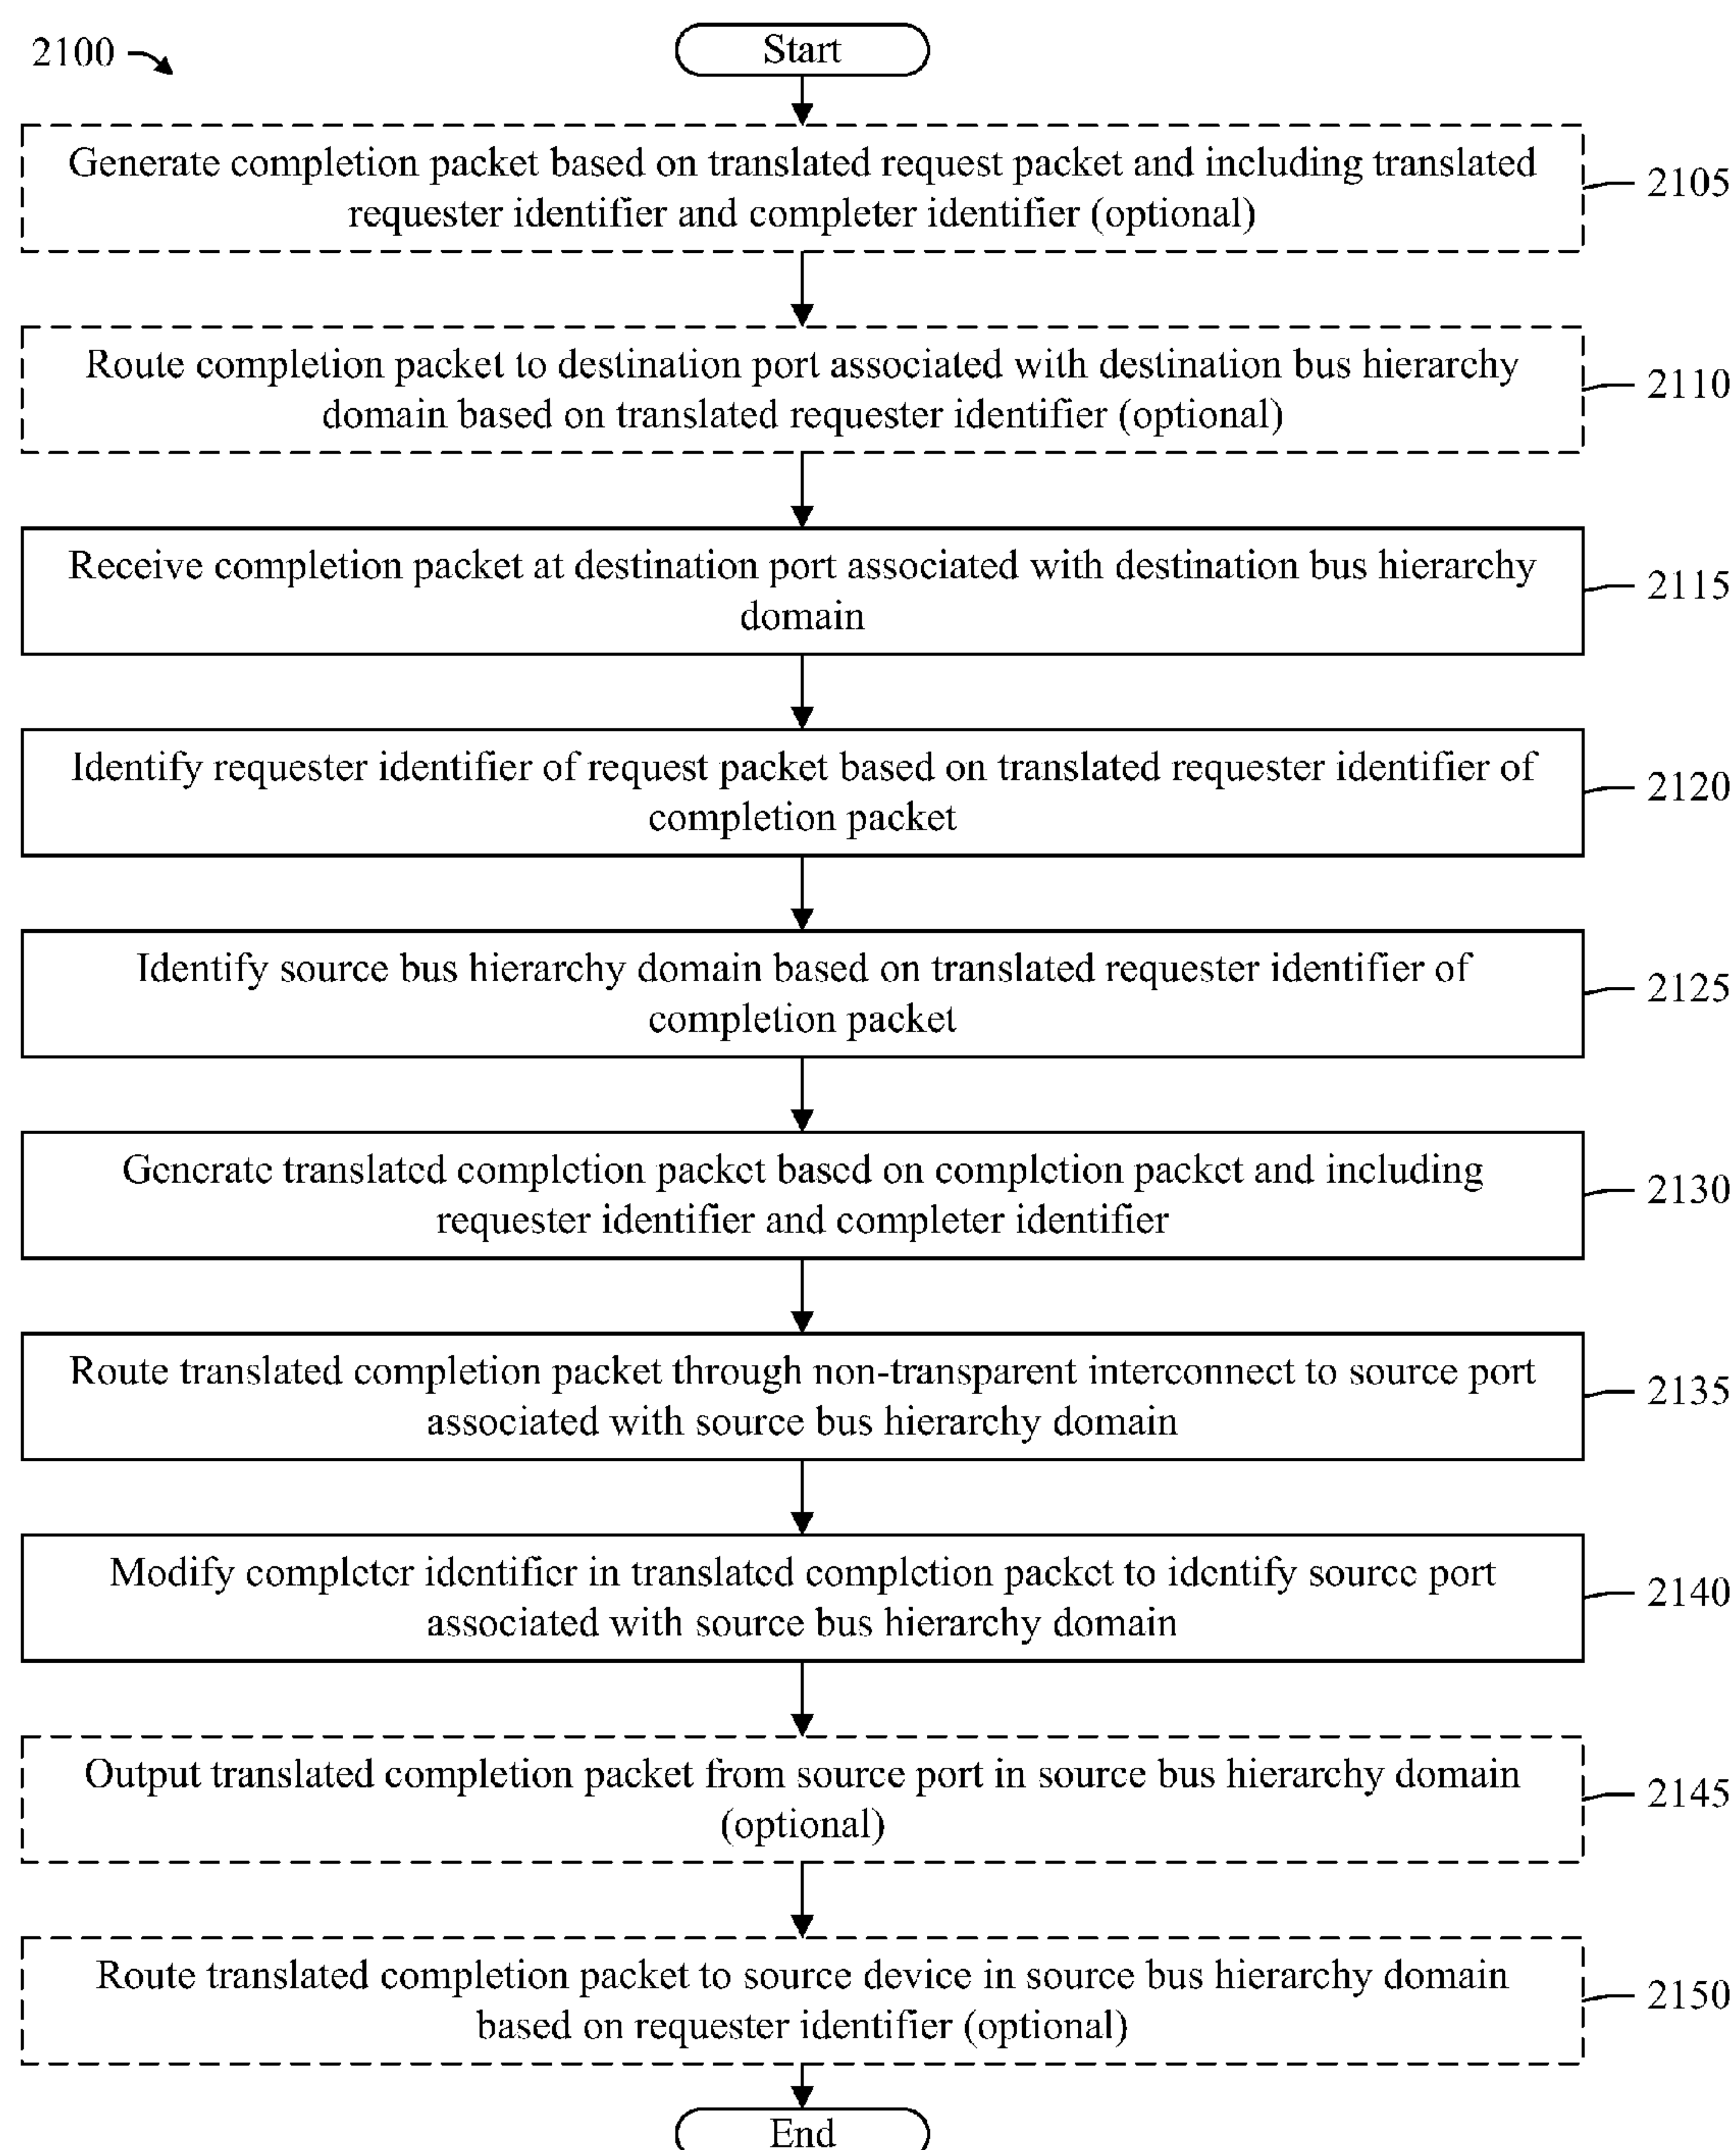 2100
Start
Generate completion packet based on translated request packet and including translated
requester identifier and completer identifier (optional)
2105
Route completion packet to destination port associated with destination bus hierarchy
domain based on translated requester identifier (optional)
2110
Receive completion packet at destination port associated with destination bus hierarchy
domain
2115
Identify requester identifier of request packet based on translated requester identifier of
completion packet
2120
Identify source bus hierarchy domain based on translated requester identifier of
completion packet
2125
Generate translated completion packet based on completion packet and including
requester identifier and completer identifier
2130
Route translated completion packet through non-transparent interconnect to source port
associated with source bus hierarchy domain
2135
Modify completer identifier in translated completion packet to identify source port
associated with source bus hierarchy domain
2140
Output translated completion packet from source port in source bus hierarchy domain
(optional)
2145
Route translated completion packet to source device in source bus hierarchy domain
based on requester identifier (optional)
2150
End